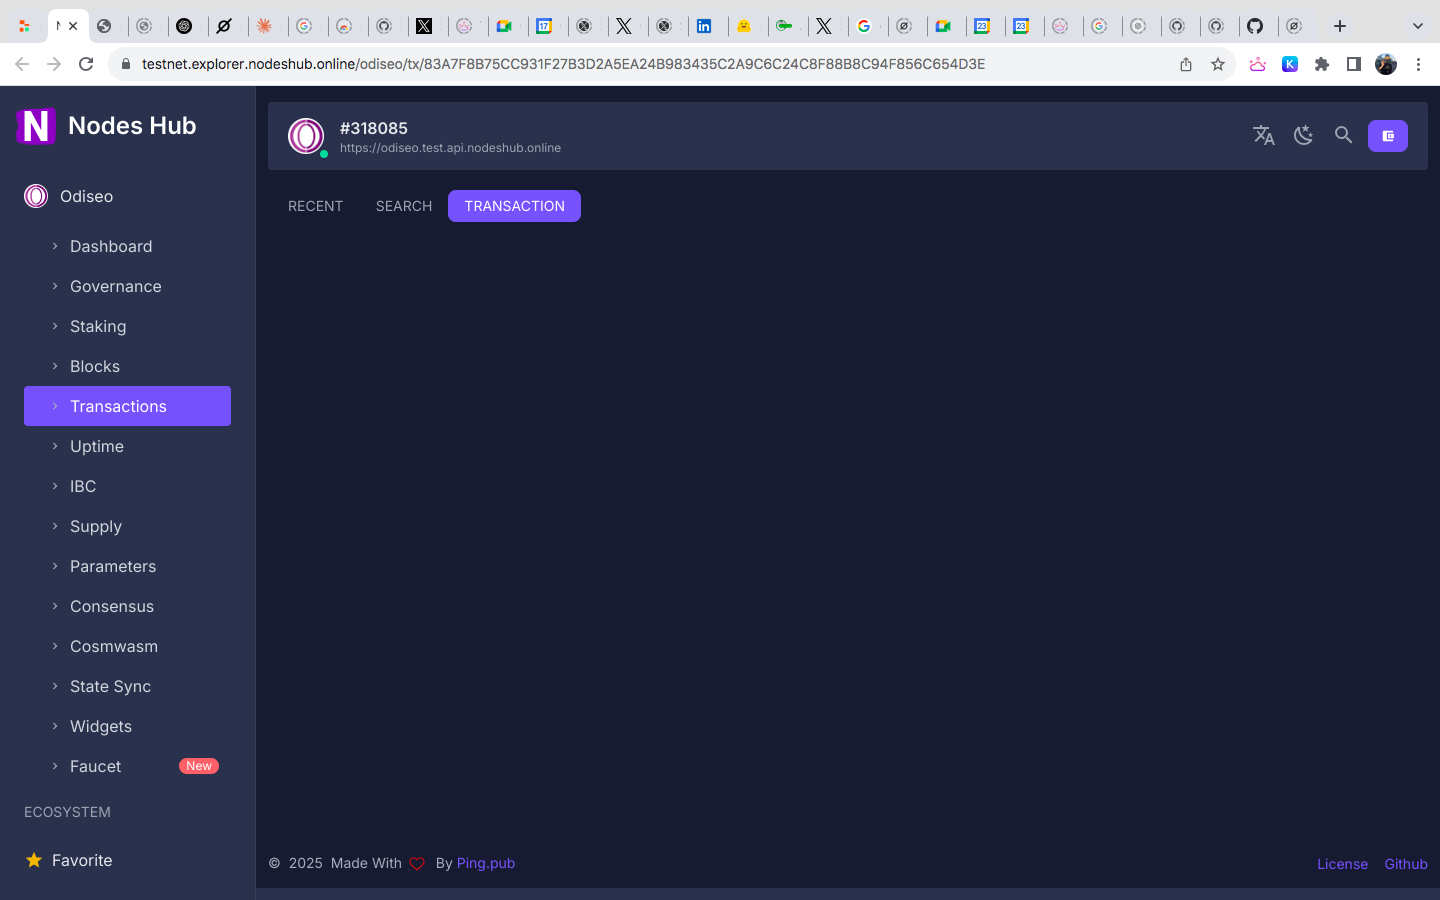 testnet.explorer.nodeshub.online/odiseo/tx/83A7F8B75CC931F27B3D2A5EA24B983435C2A9C6C24C8F88B8C94F856C654D3E
N Nodes Hub
#318085
https://odiseo.test.api.nodeshub.online
Odiseo
RECENT SEARCH TRANSACTION
Dashboard
Governance
Staking
Blocks
Transactions
Uptime
IBC
Supply
Parameters
Consensus
Cosmwasm
State Sync
Widgets
Faucet New
ECOSYSTEM
Favorite
© 2025 Made With By Ping.pub
License Github